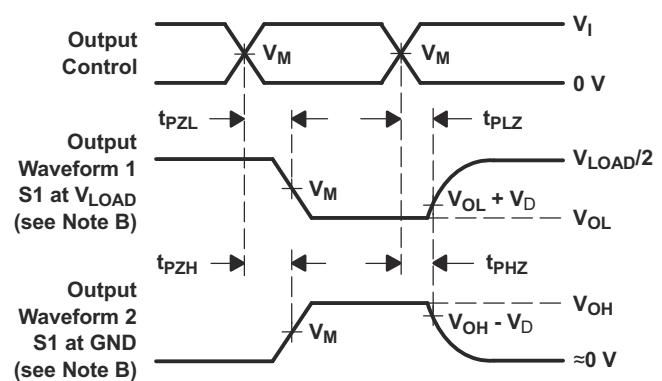 Output
Control
V_M
V_M
V_I
0 V
t_PZL
t_PLZ
Output
Waveform 1
S1 at V_LOAD
(see Note B)
V_M
V_LOAD/2
V_OL + V_D
V_OL
t_PZH
t_PHZ
Output
Waveform 2
S1 at GND
(see Note B)
V_M
V_OH
V_OH - V_D
≈0 V